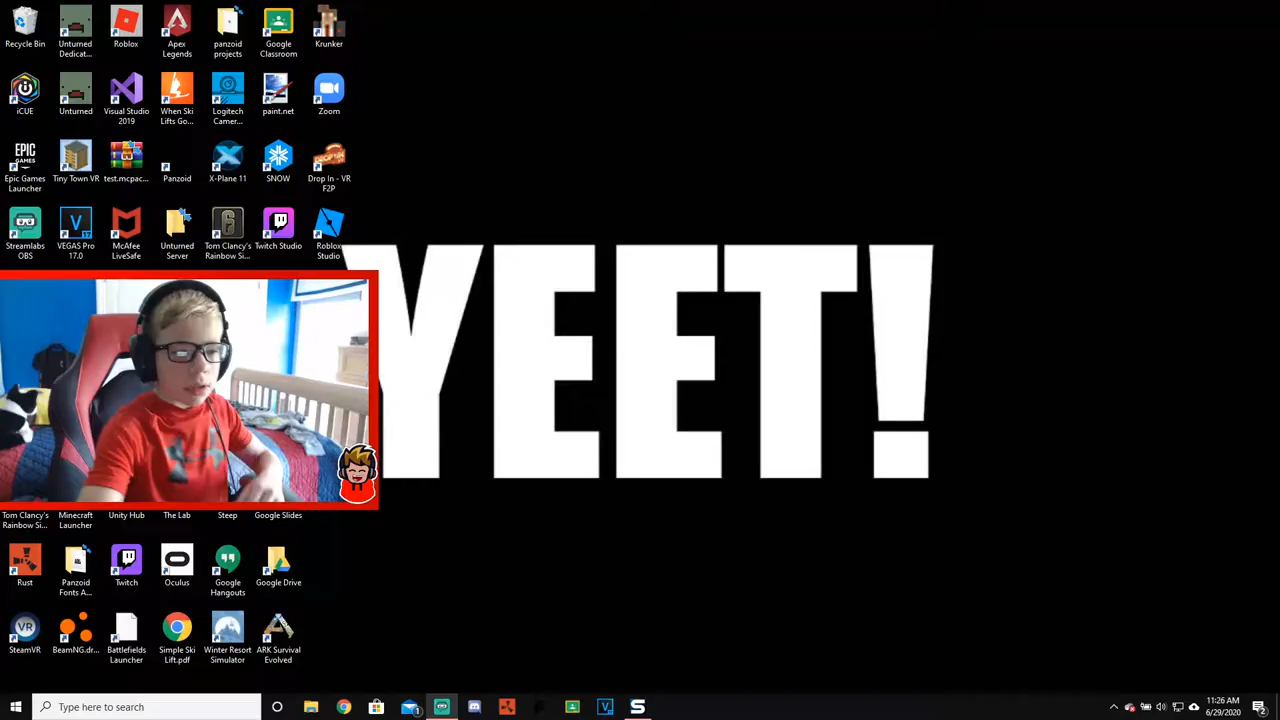 Recycle Bin
Unturned Dedicat...
Roblox
Apex Legends
panzoid projects
Google Classroom
Krunker
iCUE
Unturned
Visual Studio 2019
When Ski Lifts Go...
Logitech Camer...
paint.net
Zoom
EPIC GAMES
Epic Games Launcher
Tiny Town VR
test.mcpac...
Panzoid
X-Plane 11
SNOW
DROP IN
Drop In - VR F2P
Streamlabs OBS
VEGAS Pro 17.0
McAfee LiveSafe
Unturned Server
Tom Clancy's Rainbow Si...
Twitch Studio
Roblox Studio
YEET!
Tom Clancy's Rainbow Si...
Minecraft Launcher
Unity Hub
The Lab
Steep
Google Slides
Rust
Panzoid Fonts A...
Twitch
Oculus
Google Hangouts
Google Drive
VR
SteamVR
BeamNG.dr...
Battlefields Launcher
Simple Ski Lift.pdf
Winter Resort Simulator
ARK Survival Evolved
Type here to search
11:26 AM
6/29/2020